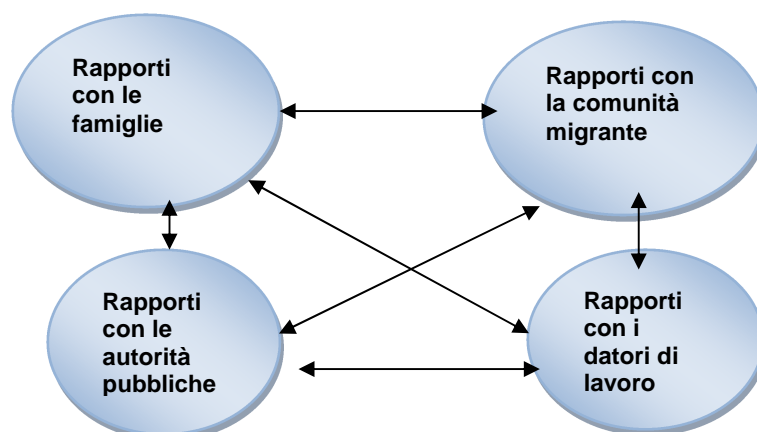 Rapporti
con le
famiglie
Rapporti con
la comunità
migrante
Rapporti
con le
autorità
pubbliche
Rapporti
con i
datori di
lavoro